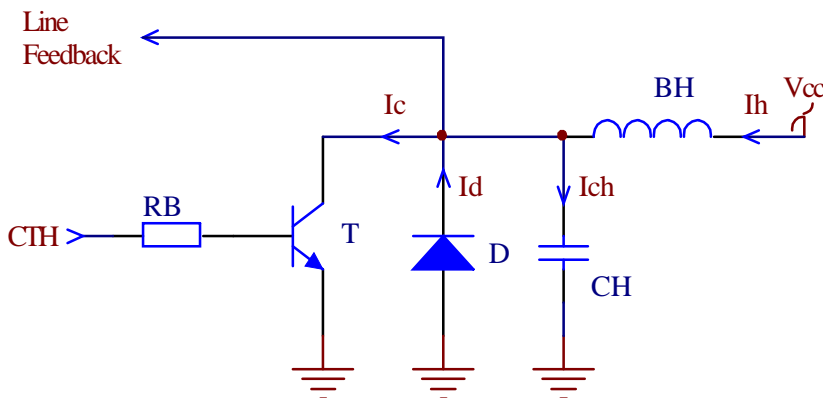 Line
Feedback
BH
Vcc
Ic
Ih
Id
Ich
RB
CTH
T
D
CH